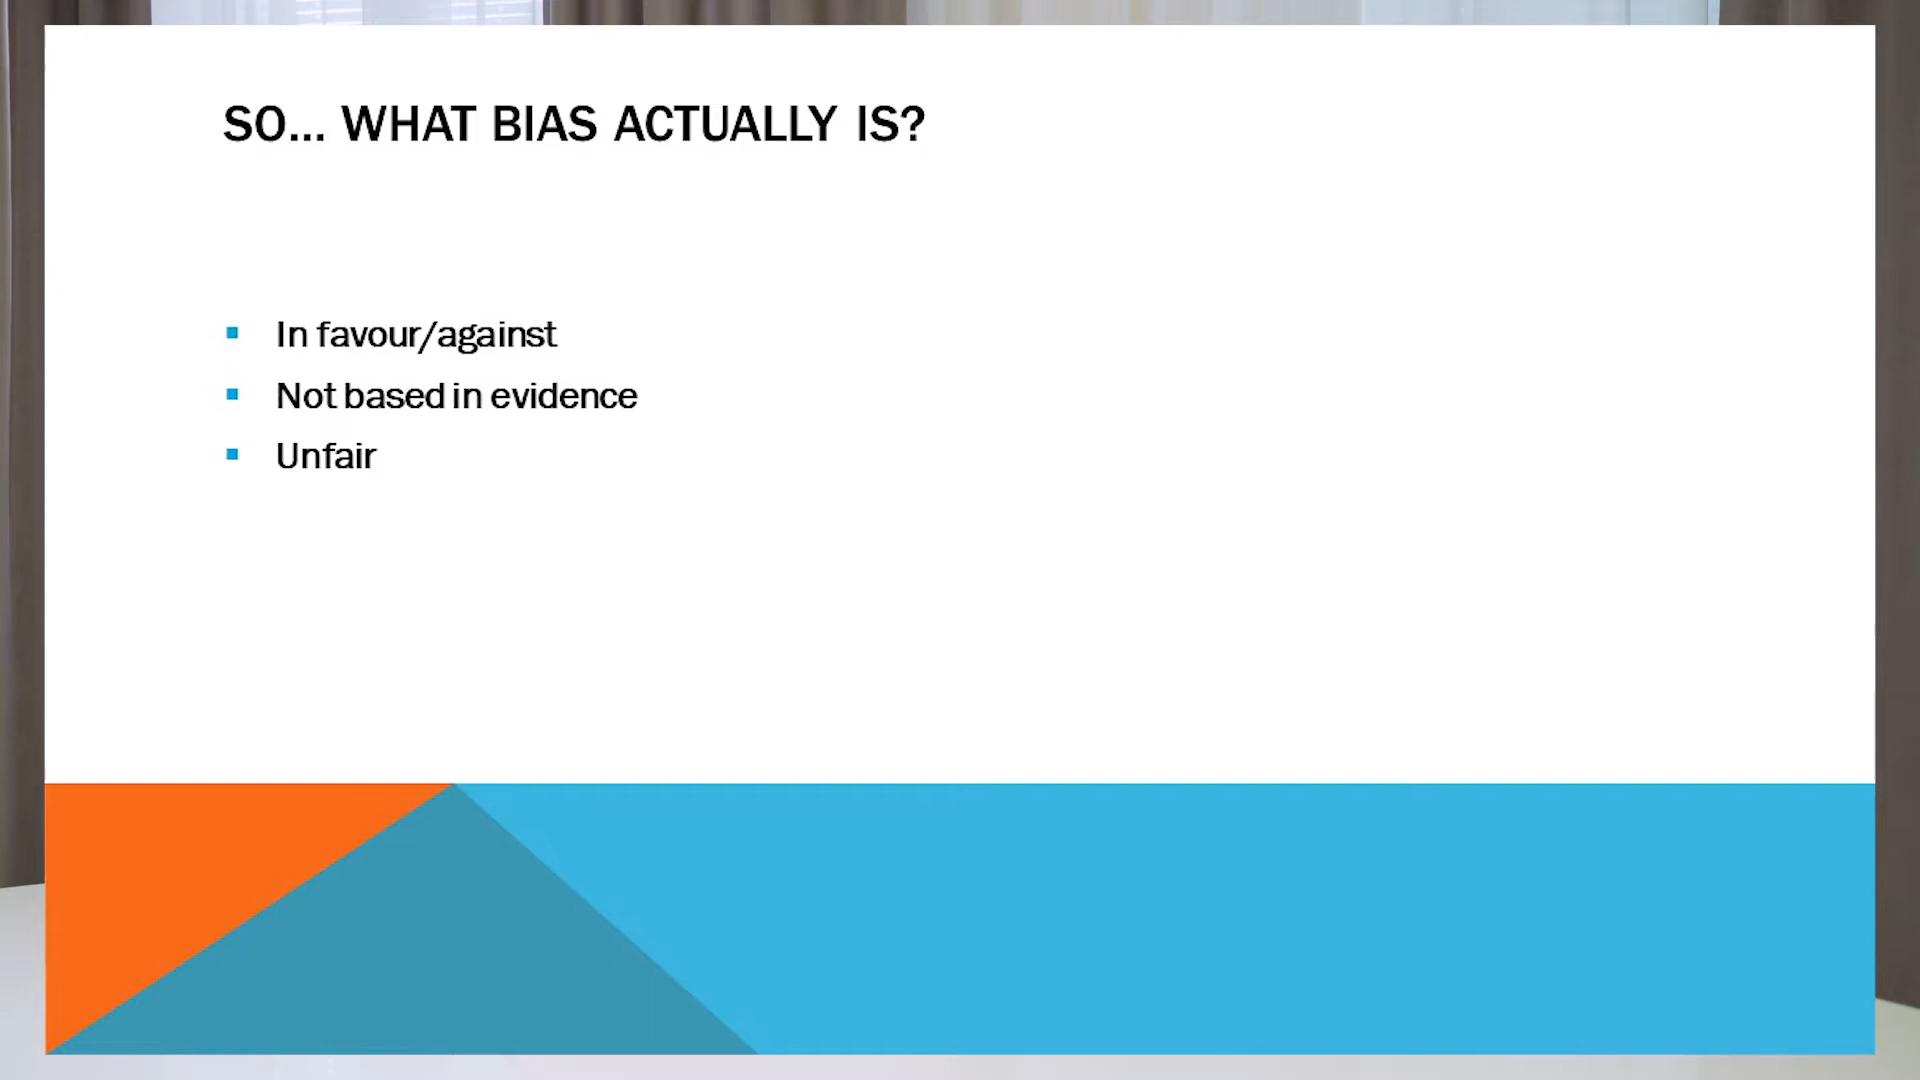 SO... WHAT BIAS ACTUALLY IS?
In favour/against
Not based in evidence
Unfair